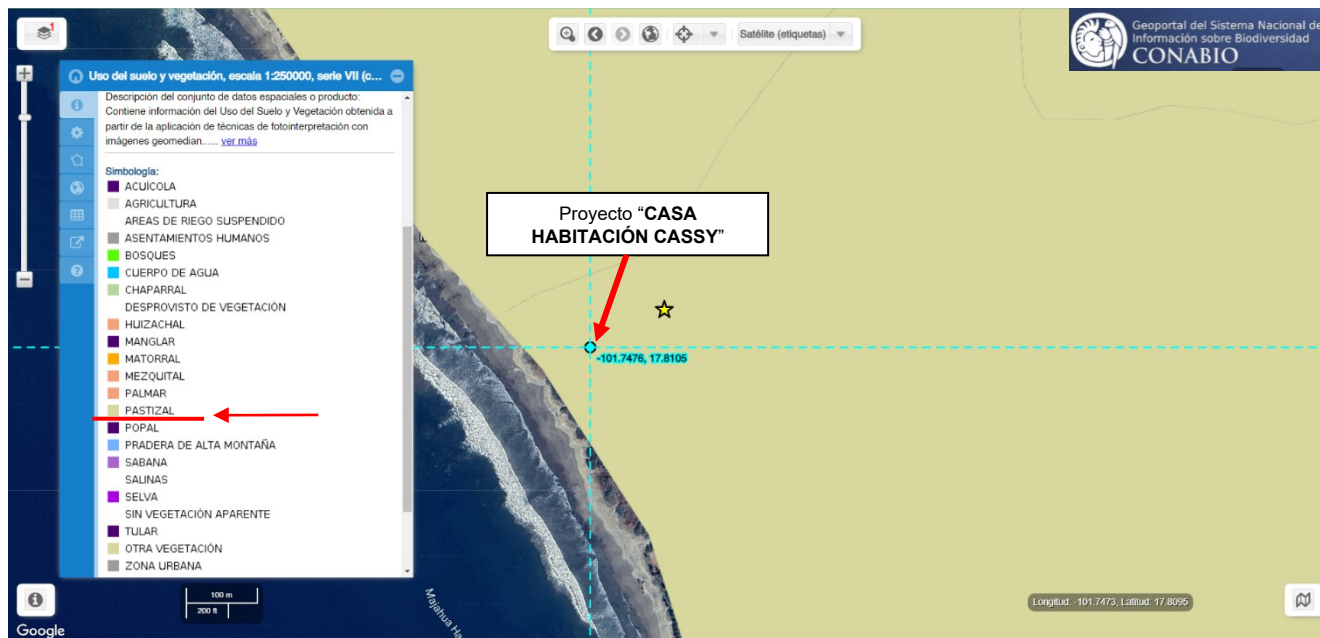 1
Satélite (etiquetas)
Geoportal del Sistema Nacional de
Información sobre Biodiversidad
CONABIO
Uso del suelo y vegetación, escala 1:250000, serie VII (c...
Descripción del conjunto de datos espaciales o producto:
Contiene información del Uso del Suelo y Vegetación obtenida a
partir de la aplicación de técnicas de fotointerpretación con
imágenes geomedian...... ver más
Simbología:
ACUÍCOLA
AGRICULTURA
AREAS DE RIEGO SUSPENDIDO
ASENTAMIENTOS HUMANOS
BOSQUES
CUERPO DE AGUA
CHAPARRAL
DESPROVISTO DE VEGETACIÓN
HUIZACHAL
MANGLAR
MATORRAL
MEZQUITAL
PALMAR
PASTIZAL
POPAL
PRADERA DE ALTA MONTAÑA
SABANA
SALINAS
SELVA
SIN VEGETACIÓN APARENTE
TULAR
OTRA VEGETACIÓN
ZONA URBANA
Proyecto “CASA
HABITACIÓN CASSY”
-101.7476, 17.8105
100 m
200 ft
Majahua
Longitud: -101.7473, Latitud: 17.8095
Google